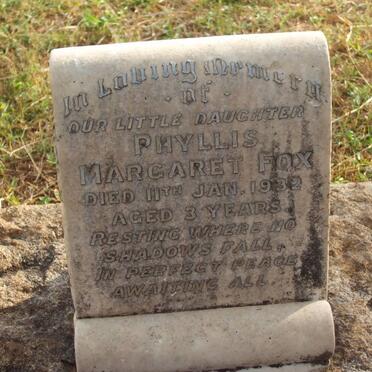 In Loving Memory
of
OUR LITTLE DAUGHTER
PHYLLIS
MARGARET FOX
DIED 11TH JAN. 1932
AGED 3 YEARS
RESTING WHERE NO
SHADOWS FALL,
IN PERFECT PEACE
AWAITING ALL